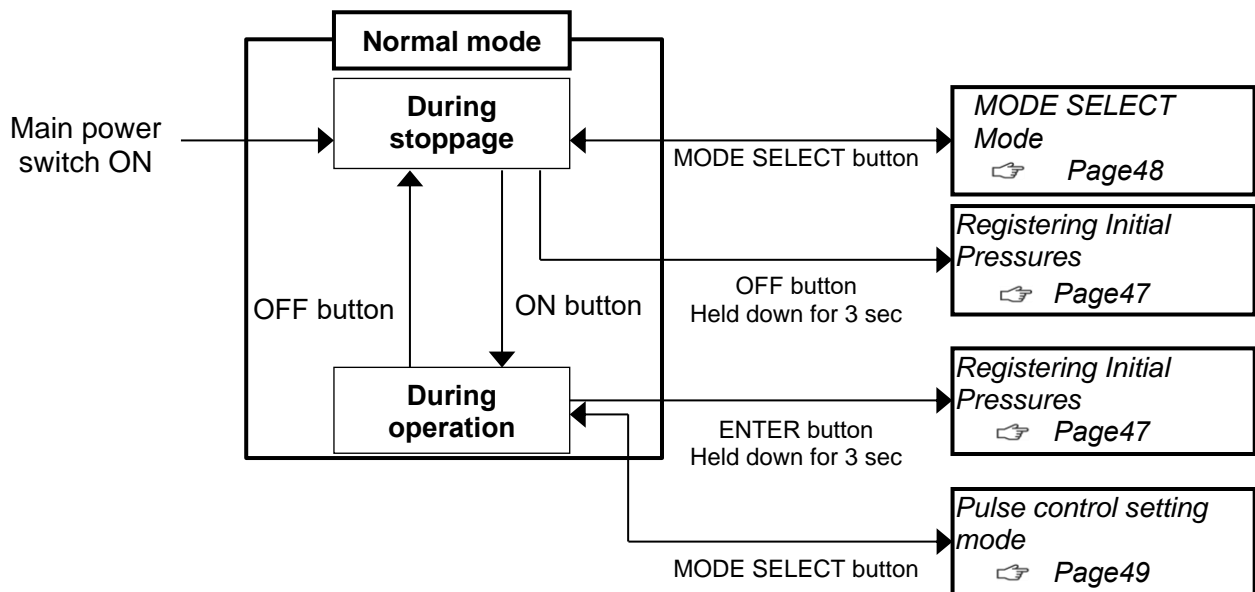 Normal mode
Main power
switch ON
During
stoppage
MODE SELECT button
MODE SELECT
Mode
☞ Page48
OFF button
Held down for 3 sec
Registering Initial
Pressures
☞ Page47
OFF button
ON button
During
operation
ENTER button
Held down for 3 sec
Registering Initial
Pressures
☞ Page47
MODE SELECT button
Pulse control setting
mode
☞ Page49